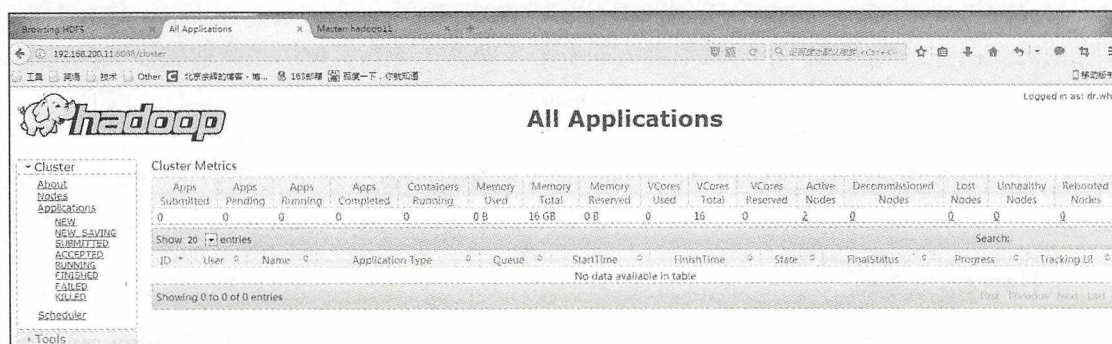 Browsing HDFS × All Applications × Master: hadoop11 × +
192.168.200.11:8088/cluster
工具 英语 技术 Other 163邮箱 百度一下,你就知道
Logged in as: dr.wh
hadoop
All Applications
Cluster
About
Nodes
Applications
NEW
NEW_SAVING
SUBMITTED
ACCEPTED
RUNNING
FINISHED
FAILED
KILLED
Scheduler
Tools
Cluster Metrics
Apps Submitted Apps Pending Apps Running Apps Completed Containers Running Memory Used Memory Total Memory Reserved VCores Used VCores Total VCores Reserved Active Nodes Decommissioned Nodes Lost Nodes Unhealthy Nodes Rebooted Nodes
0 0 0 0 0 0 B 16 GB 0 B 0 16 0 2 0 0 0 0
Show 20 entries Search:
ID User Name Application Type Queue StartTime FinishTime State FinalStatus Progress Tracking UI
No data available in table
Showing 0 to 0 of 0 entries First Previous Next Last